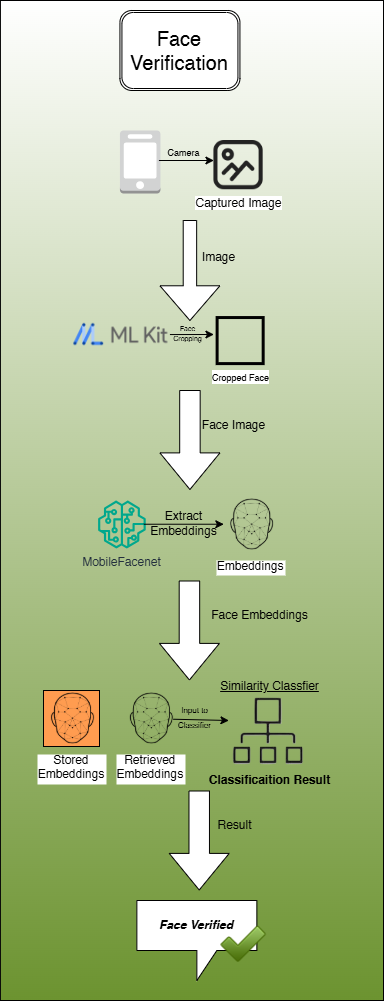 Face
Verification
Camera
Captured Image
Image
ML Kit
Face
Cropping
Cropped Face
Face Image
Extract
Embeddings
MobileFacenet
Embeddings
Face Embeddings
Similarity Classfier
Input to
Classifier
Stored
Embeddings
Retrieved
Embeddings
Classificaition Result
Result
Face Verified